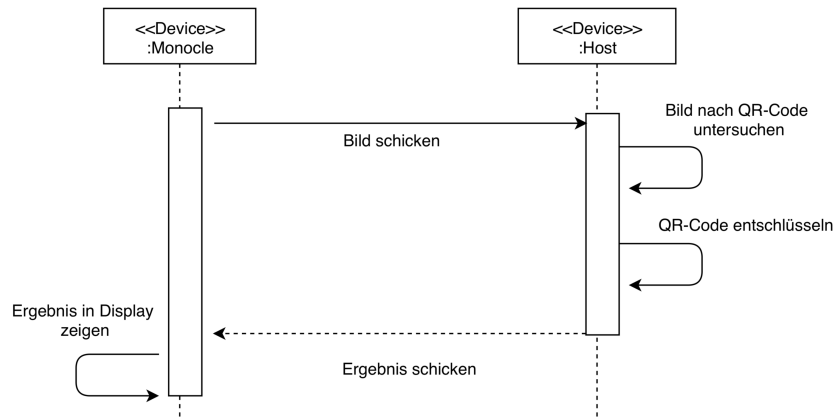 <<Device>>
:Monocle
<<Device>>
:Host
Bild schicken
Bild nach QR-Code
untersuchen
QR-Code entschlüsseln
Ergebnis in Display
zeigen
Ergebnis schicken